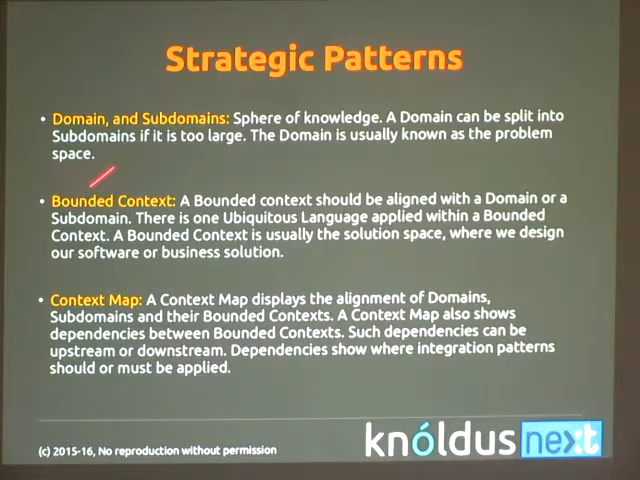 Strategic Patterns
• Domain, and Subdomains: Sphere of knowledge. A Domain can be split into
Subdomains if it is too large. The Domain is usually known as the problem
space.
• Bounded Context: A Bounded context should be aligned with a Domain or a
Subdomain. There is one Ubiquitous Language applied within a Bounded
Context. A Bounded Context is usually the solution space, where we design
our software or business solution.
• Context Map: A Context Map displays the alignment of Domains,
Subdomains and their Bounded Contexts. A Context Map also shows
dependencies between Bounded Contexts. Such dependencies can be
upstream or downstream. Dependencies show where integration patterns
should or must be applied.
(c) 2015-16, No reproduction without permission
knóldus next